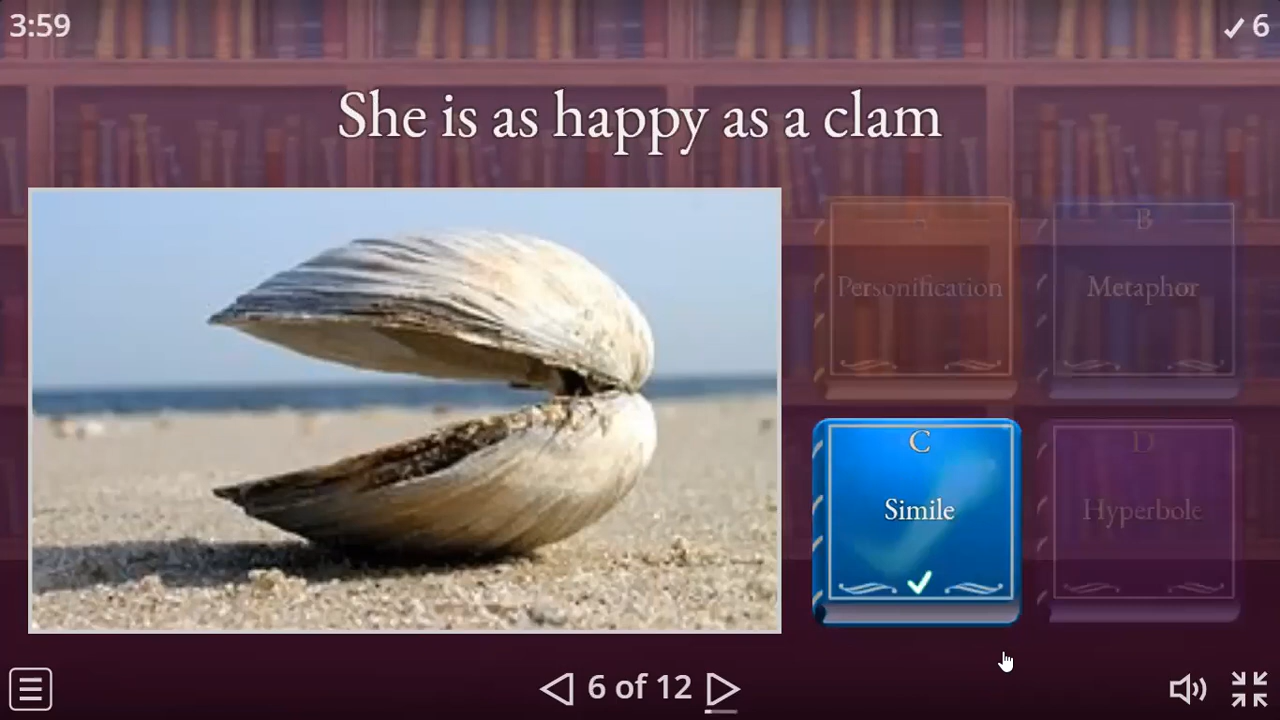 3:59
✓ 6
She is as happy as a clam
Personification
B
Metaphor
C
Simile
D
Hyperbole
6 of 12